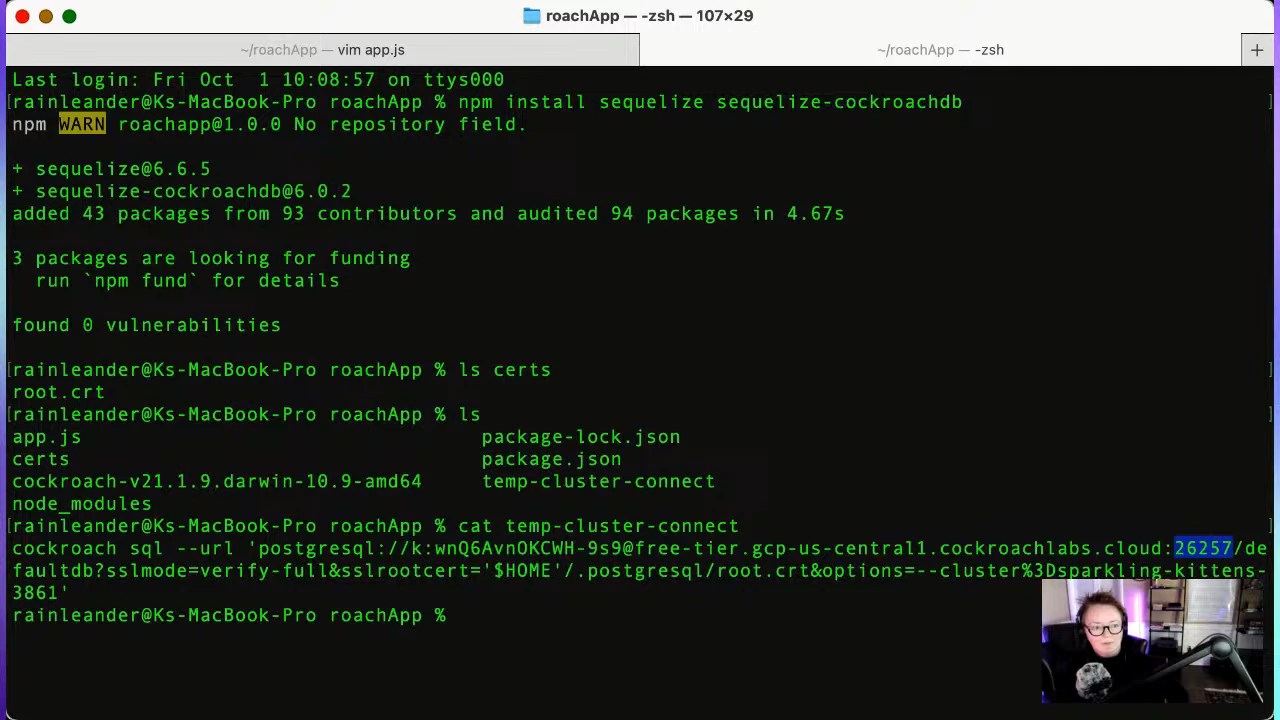 roachApp — -zsh — 107×29
~/roachApp — vim app.js
~/roachApp — -zsh
+
Last login: Fri Oct  1 10:08:57 on ttys000
[rainleander@Ks-MacBook-Pro roachApp % npm install sequelize sequelize-cockroachdb ]
npm WARN roachapp@1.0.0 No repository field.
+ sequelize@6.6.5
+ sequelize-cockroachdb@6.0.2
added 43 packages from 93 contributors and audited 94 packages in 4.67s
3 packages are looking for funding
  run `npm fund` for details
found 0 vulnerabilities
[rainleander@Ks-MacBook-Pro roachApp % ls certs ]
root.crt
[rainleander@Ks-MacBook-Pro roachApp % ls ]
app.js package-lock.json
certs package.json
cockroach-v21.1.9.darwin-10.9-amd64 temp-cluster-connect
node_modules
[rainleander@Ks-MacBook-Pro roachApp % cat temp-cluster-connect ]
cockroach sql --url 'postgresql://k:wnQ6AvnOKCWH-9s9@free-tier.gcp-us-central1.cockroachlabs.cloud:26257/de
faultdb?sslmode=verify-full&sslrootcert='$HOME'/.postgresql/root.crt&options=--cluster%3Dsparkling-kittens-
3861'
rainleander@Ks-MacBook-Pro roachApp %